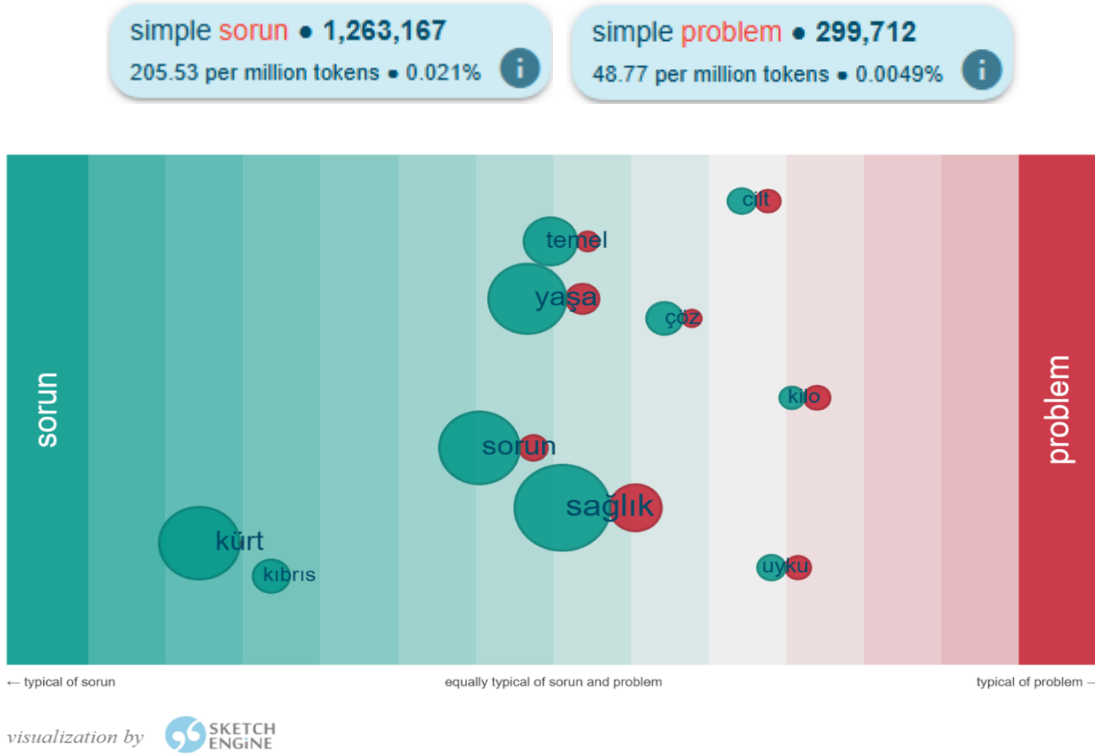 simple sorun ● 1,263,167
205.53 per million tokens ● 0.021% i
simple problem ● 299,712
48.77 per million tokens ● 0.0049% i
sorun
problem
cilt
temel
yaşa
çöz
kilo
sorun
sağlık
kürt
kıbrıs
uyku
← typical of sorun
equally typical of sorun and problem
typical of problem –
visualization by
SKETCH
ENGINE